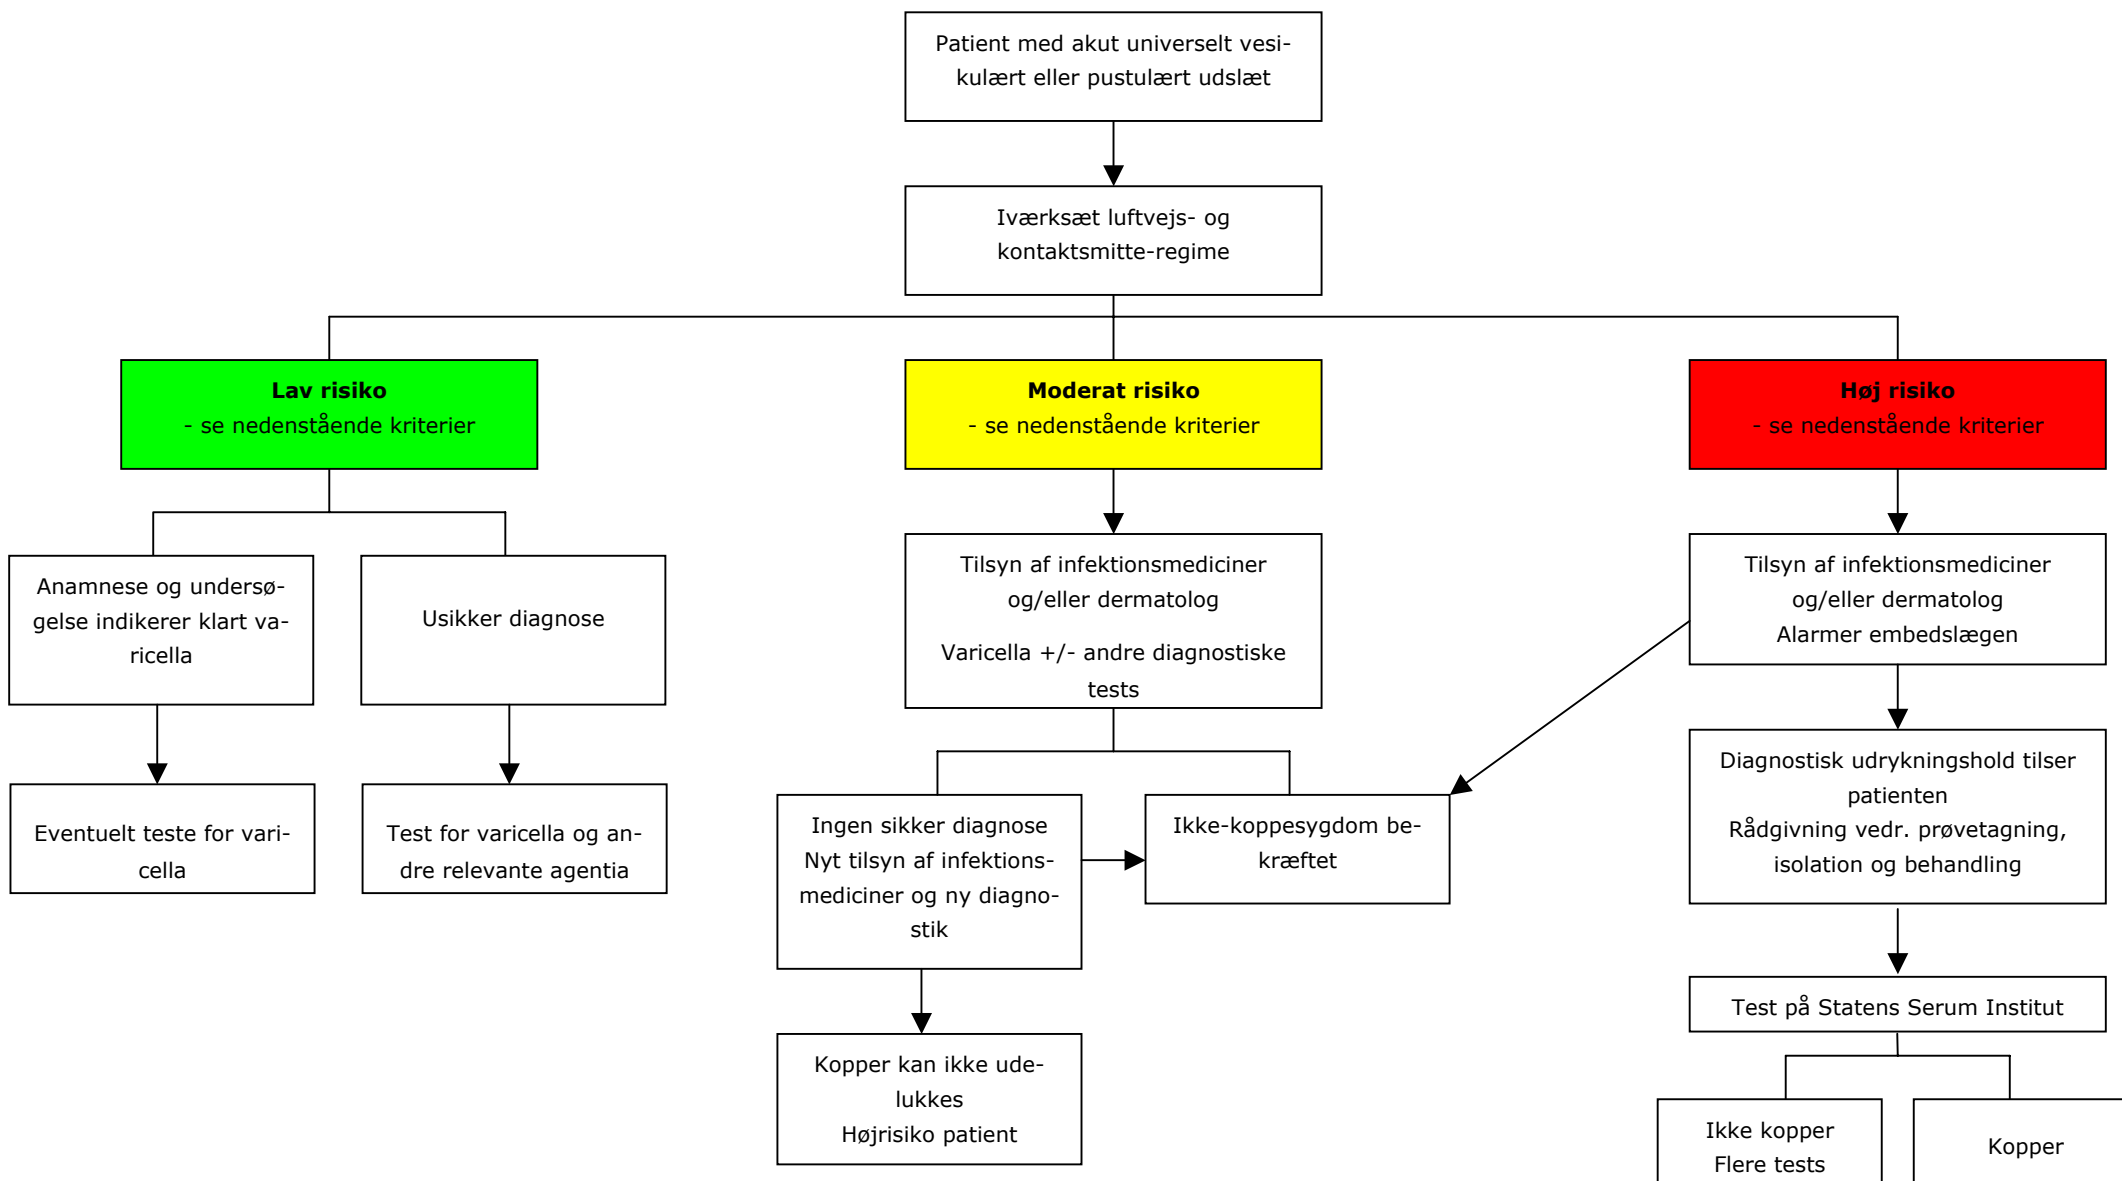 Patient med akut universelt vesi-
kulært eller pustulært udslæt
Iværksæt luftvejs- og
kontaktsmitte-regime
Lav risiko
- se nedenstående kriterier
Moderat risiko
- se nedenstående kriterier
Høj risiko
- se nedenstående kriterier
Anamnese og undersø-
gelse indikerer klart va-
ricella
Usikker diagnose
Tilsyn af infektionsmediciner
og/eller dermatolog
Varicella +/- andre diagnostiske
tests
Tilsyn af infektionsmediciner
og/eller dermatolog
Alarmer embedslægen
Eventuelt teste for vari-
cella
Test for varicella og an-
dre relevante agentia
Ingen sikker diagnose
Nyt tilsyn af infektions-
mediciner og ny diagno-
stik
Ikke-koppesygdom be-
kræftet
Diagnostisk udrykningshold tilser
patienten
Rådgivning vedr. prøvetagning,
isolation og behandling
Test på Statens Serum Institut
Kopper kan ikke ude-
lukkes
Højrisiko patient
Ikke kopper
Flere tests
Kopper